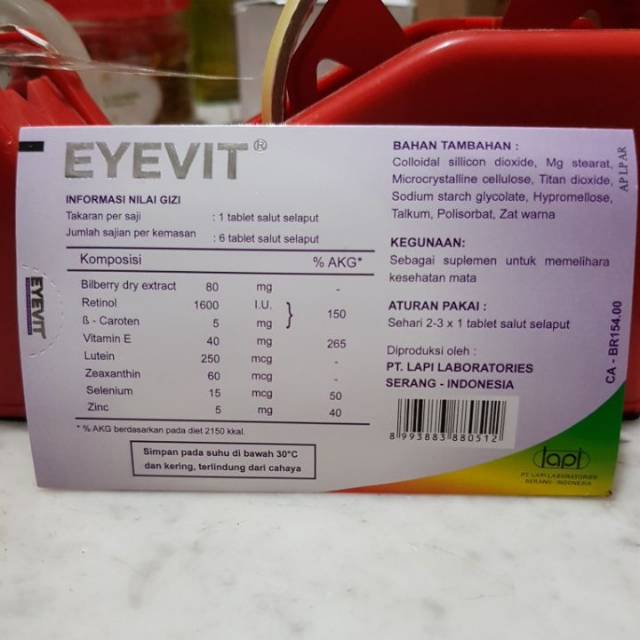 EYEVIT®
INFORMASI NILAI GIZI
Takaran per saji : 1 tablet salut selaput
Jumlah sajian per kemasan : 6 tablet salut selaput
Komposisi % AKG*
Bilberry dry extract 80 mg -
Retinol 1600 I.U.
ß - Caroten 5 mg } 150
Vitamin E 40 mg 265
Lutein 250 mcg -
Zeaxanthin 60 mcg -
Selenium 15 mcg 50
Zinc 5 mg 40
* % AKG berdasarkan pada diet 2150 kkal.
Simpan pada suhu di bawah 30°C
dan kering, terlindung dari cahaya
BAHAN TAMBAHAN :
Colloidal sillicon dioxide, Mg stearat,
Microcrystalline cellulose, Titan dioxide,
Sodium starch glycolate, Hypromellose,
Talkum, Polisorbat, Zat warna
KEGUNAAN:
Sebagai suplemen untuk memelihara
kesehatan mata
ATURAN PAKAI :
Sehari 2-3 x 1 tablet salut selaput
Diproduksi oleh :
PT. LAPI LABORATORIES
SERANG - INDONESIA
8 993883 880512
lapi
PT. LAPI LABORATORIES
SERANG - INDONESIA
APLPAR
CA - BR154.00
EYEVIT